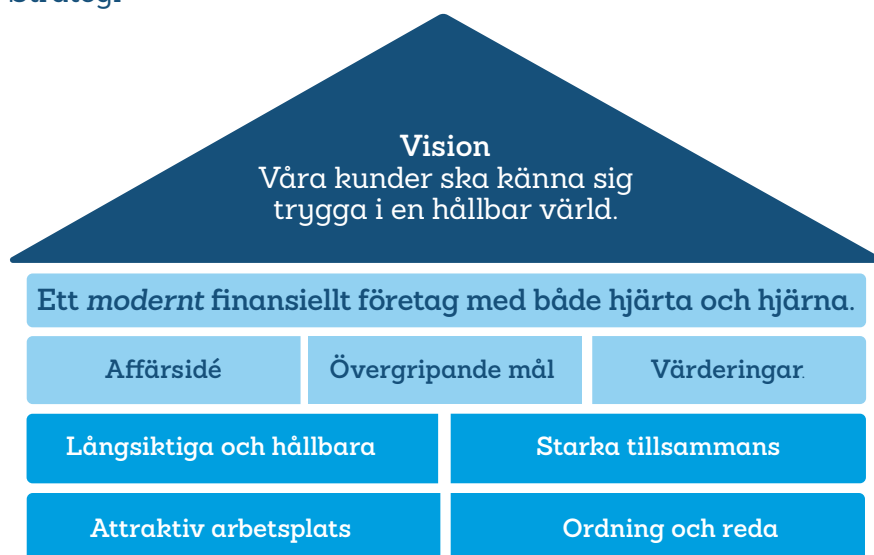 Strategi
Vision
Våra kunder ska känna sig
trygga i en hållbar värld.
Ett modernt finansiellt företag med både hjärta och hjärna.
Affärsidé
Övergripande mål
Värderingar.
Långsiktiga och hållbara
Starka tillsammans
Attraktiv arbetsplats
Ordning och reda